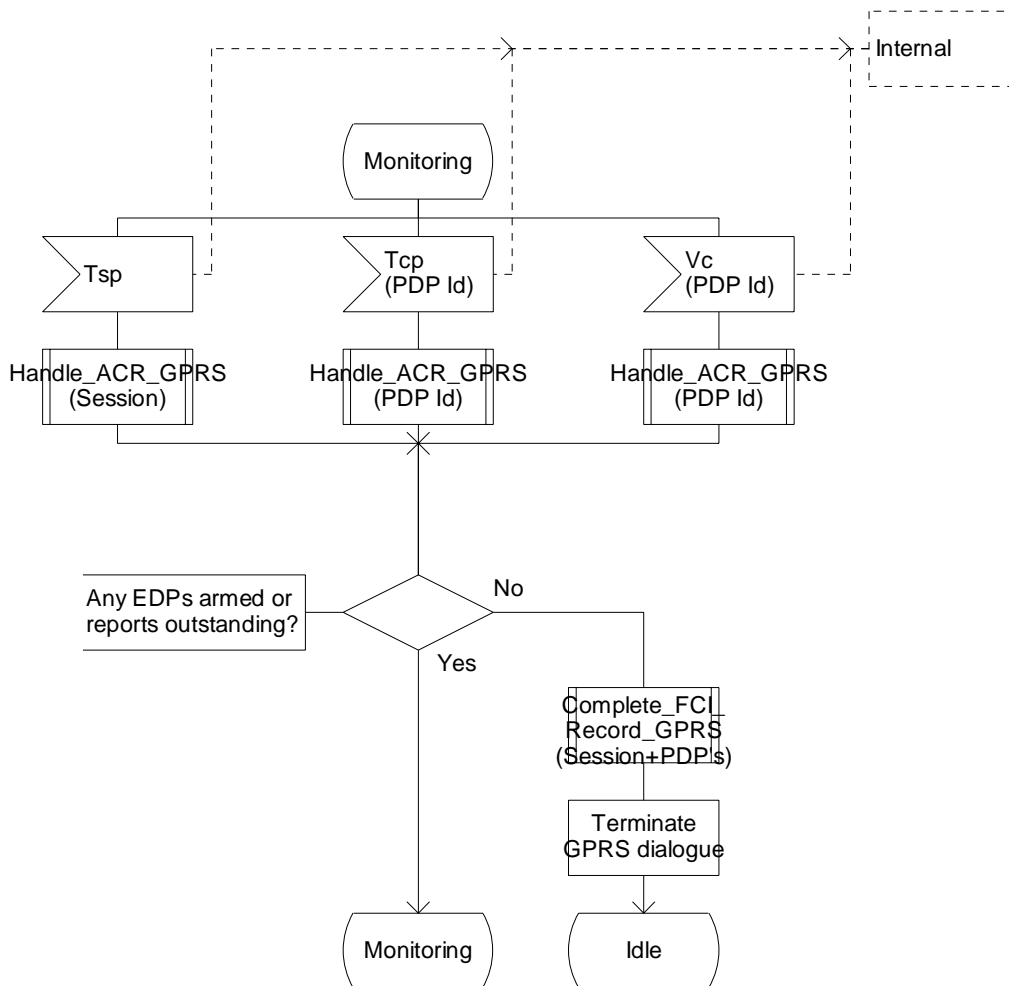 Internal
Monitoring
Tsp
Tcp
(PDP Id)
Vc
(PDP Id)
Handle_ACR_GPRS
(Session)
Handle_ACR_GPRS
(PDP Id)
Handle_ACR_GPRS
(PDP Id)
Any EDPs armed or
reports outstanding?
No
Yes
Complete_FCI_
Record_GPRS
(Session+PDP's)
Terminate
GPRS dialogue
Monitoring
Idle